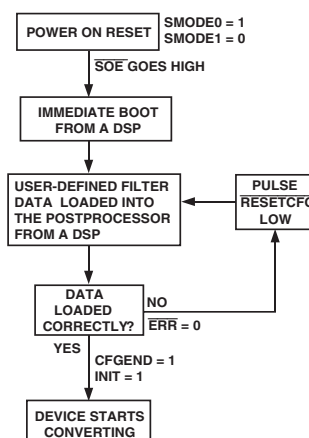 POWER ON RESET
SMODE0 = 1
SMODE1 = 0
SOE GOES HIGH
IMMEDIATE BOOT
FROM A DSP
USER-DEFINED FILTER
DATA LOADED INTO
THE POSTPROCESSOR
FROM A DSP
PULSE
RESETCFG
LOW
DATA
LOADED
CORRECTLY?
NO
ERR = 0
YES
CFGEND = 1
INIT = 1
DEVICE STARTS
CONVERTING